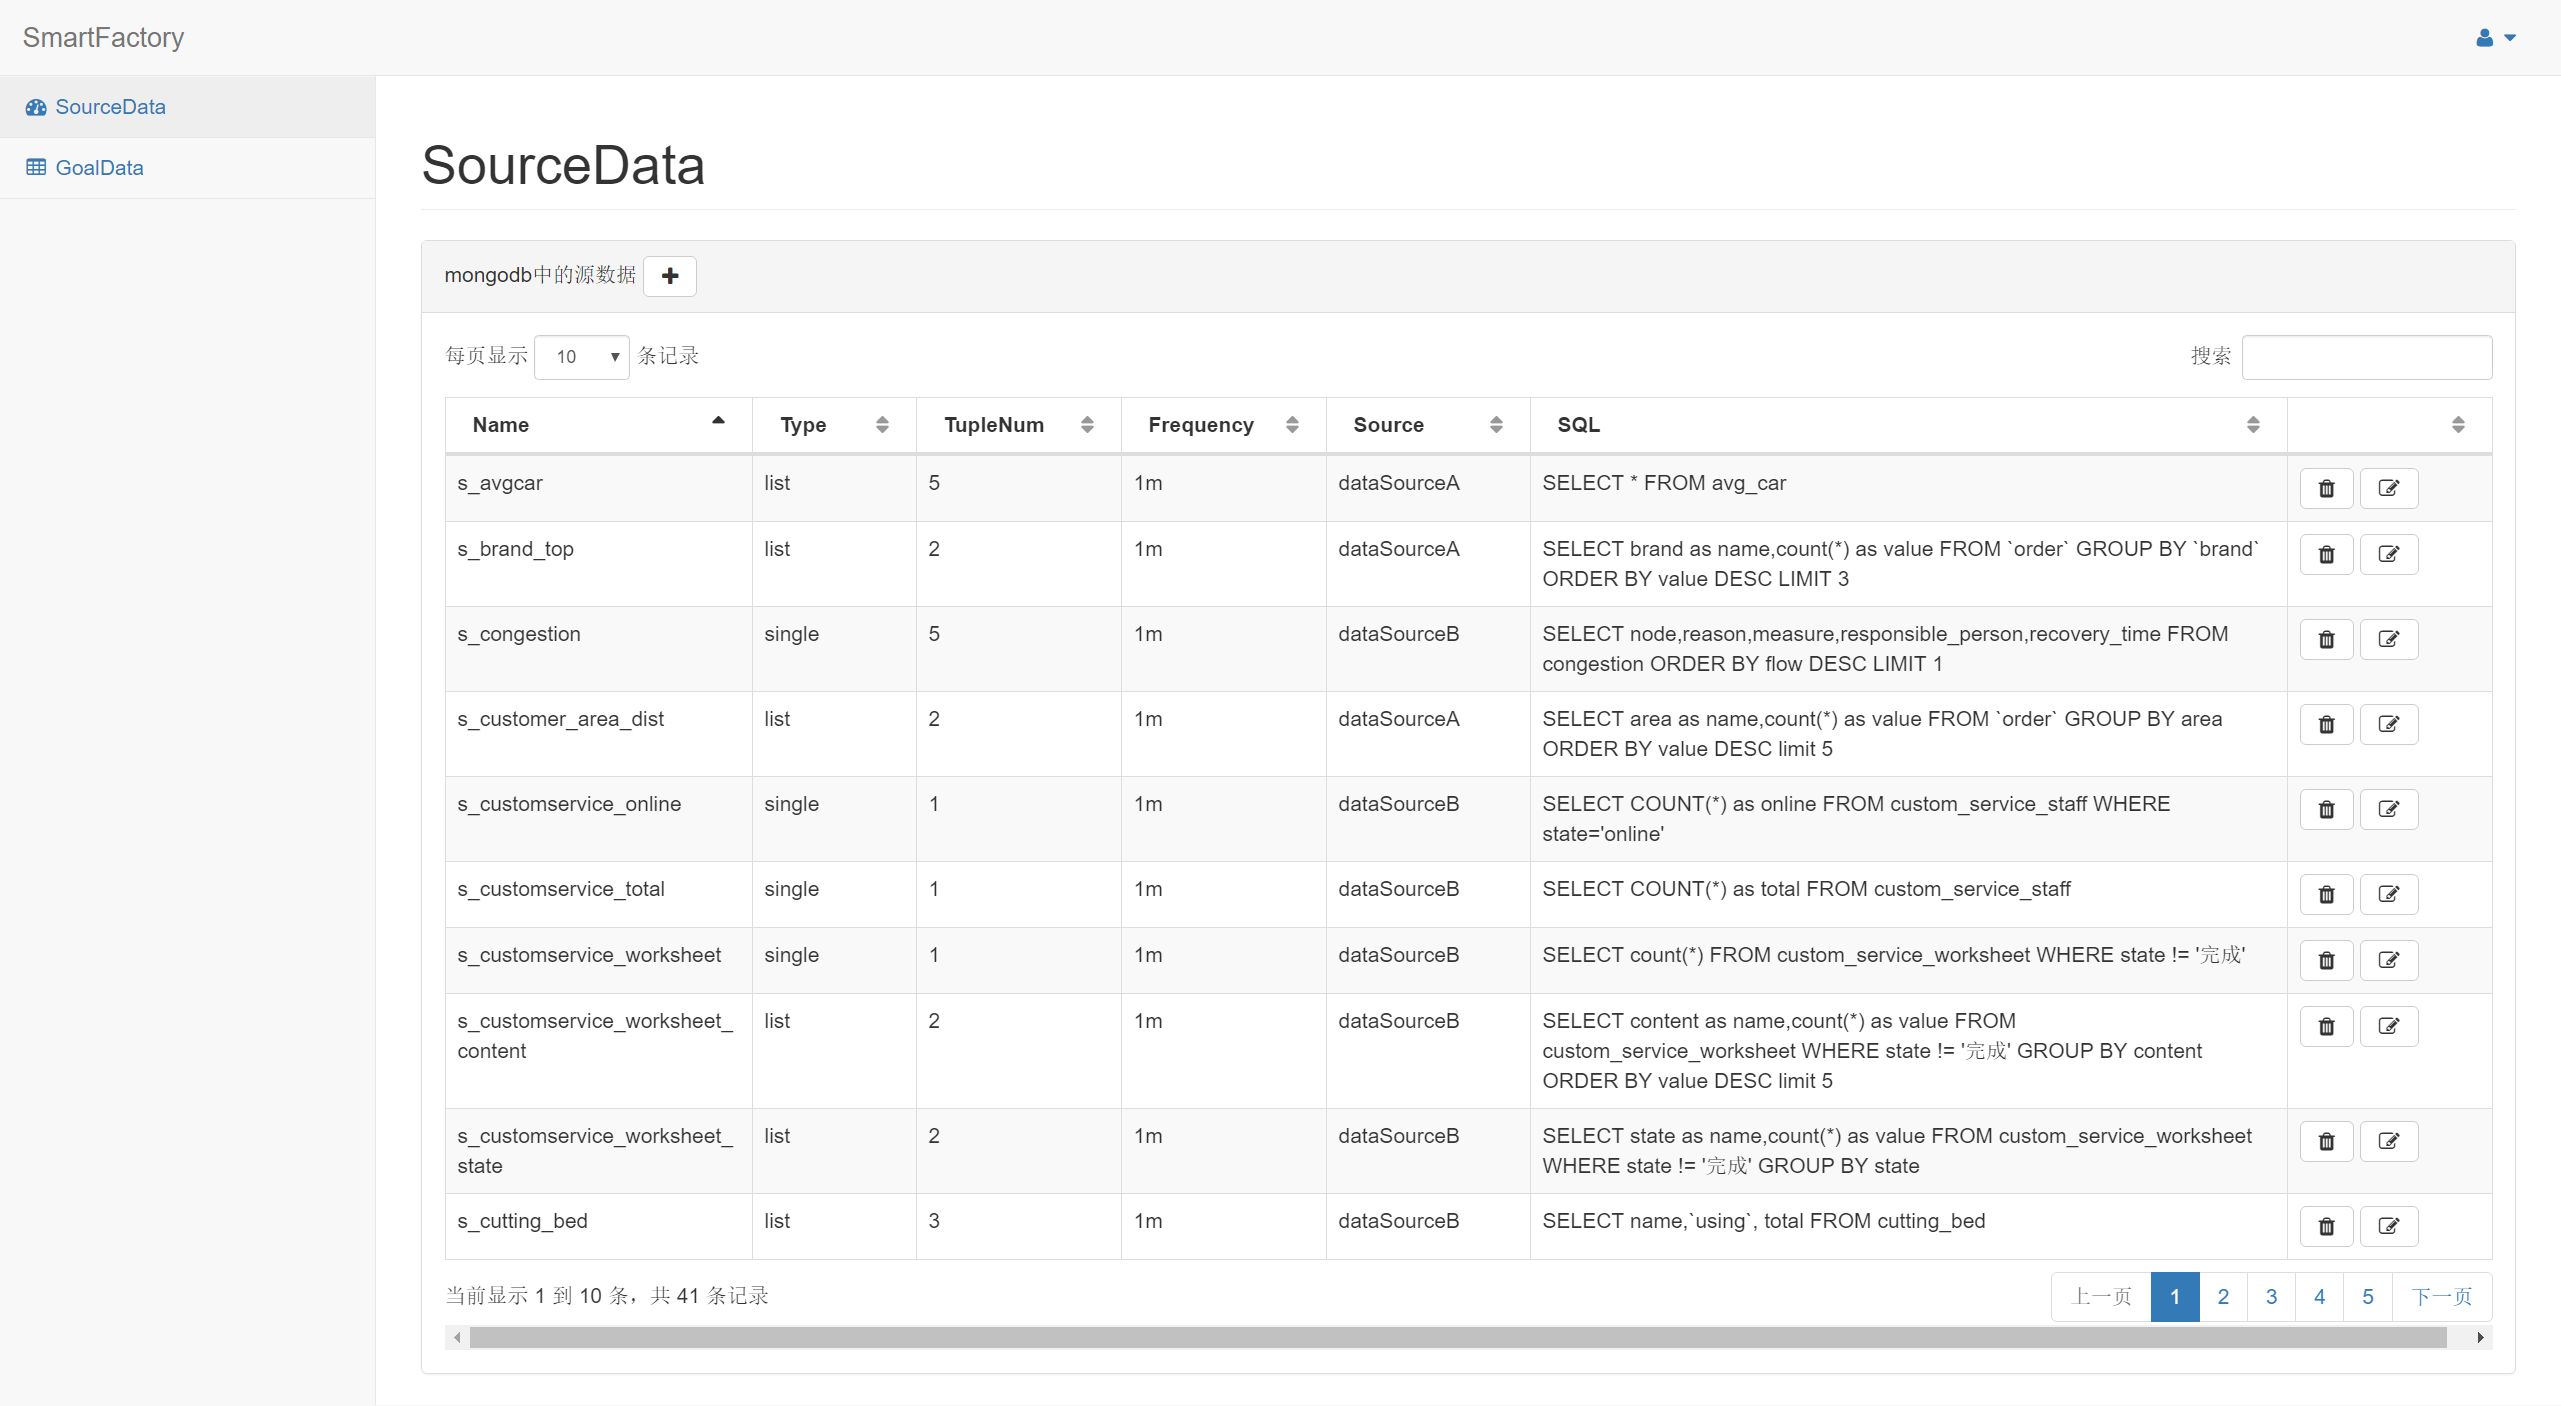 SmartFactory
SourceData
GoalData
SourceData
mongodb中的源数据
每页显示 10 条记录
搜索
Name Type TupleNum Frequency Source SQL
s_avgcar list 5 1m dataSourceA SELECT * FROM avg_car
s_brand_top list 2 1m dataSourceA SELECT brand as name,count(*) as value FROM `order` GROUP BY `brand`
ORDER BY value DESC LIMIT 3
s_congestion single 5 1m dataSourceB SELECT node,reason,measure,responsible_person,recovery_time FROM
congestion ORDER BY flow DESC LIMIT 1
s_customer_area_dist list 2 1m dataSourceA SELECT area as name,count(*) as value FROM `order` GROUP BY area
ORDER BY value DESC limit 5
s_customservice_online single 1 1m dataSourceB SELECT COUNT(*) as online FROM custom_service_staff WHERE
state='online'
s_customservice_total single 1 1m dataSourceB SELECT COUNT(*) as total FROM custom_service_staff
s_customservice_worksheet single 1 1m dataSourceB SELECT count(*) FROM custom_service_worksheet WHERE state != '完成'
s_customservice_worksheet_ list 2 1m dataSourceB SELECT content as name,count(*) as value FROM
content custom_service_worksheet WHERE state != '完成' GROUP BY content
ORDER BY value DESC limit 5
s_customservice_worksheet_ list 2 1m dataSourceB SELECT state as name,count(*) as value FROM custom_service_worksheet
state WHERE state != '完成' GROUP BY state
s_cutting_bed list 3 1m dataSourceB SELECT name,`using`, total FROM cutting_bed
当前显示 1 到 10 条，共 41 条记录
上一页 1 2 3 4 5 下一页